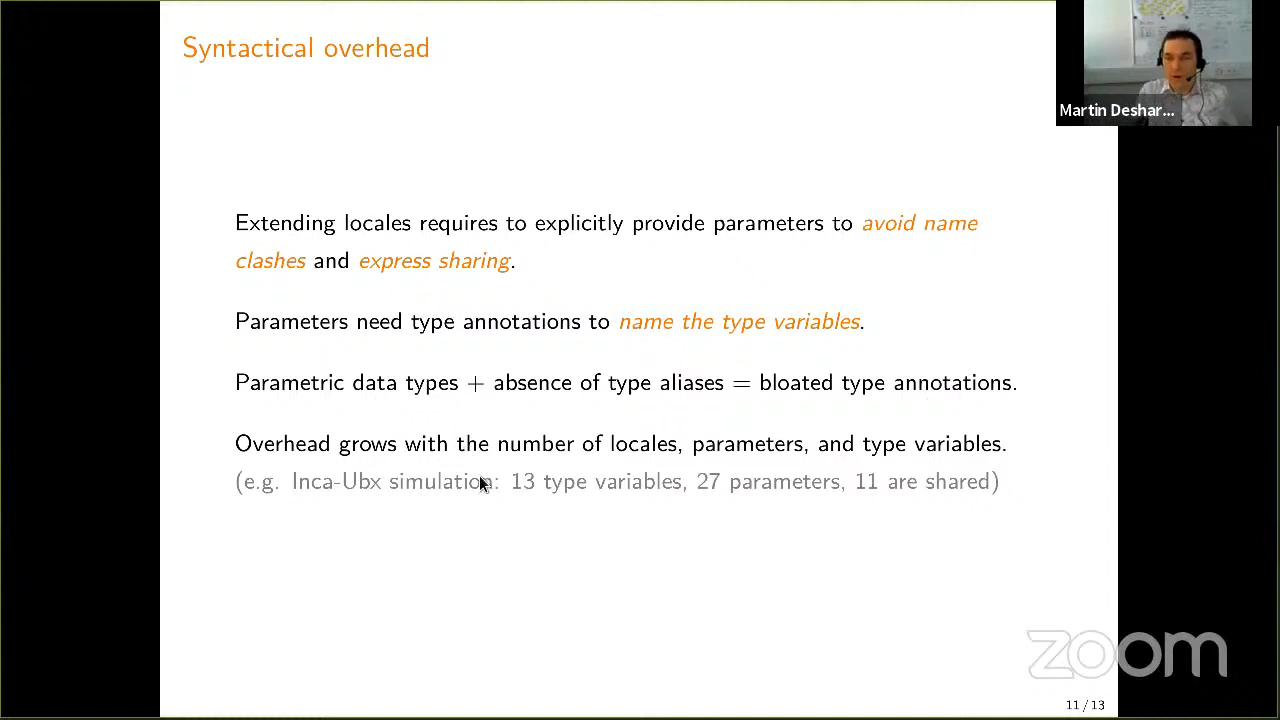 Syntactical overhead
Martin Deshar...
Extending locales requires to explicitly provide parameters to avoid name
clashes and express sharing.
Parameters need type annotations to name the type variables.
Parametric data types + absence of type aliases = bloated type annotations.
Overhead grows with the number of locales, parameters, and type variables.
(e.g. Inca-Ubx simulation: 13 type variables, 27 parameters, 11 are shared)
zoom
11 / 13